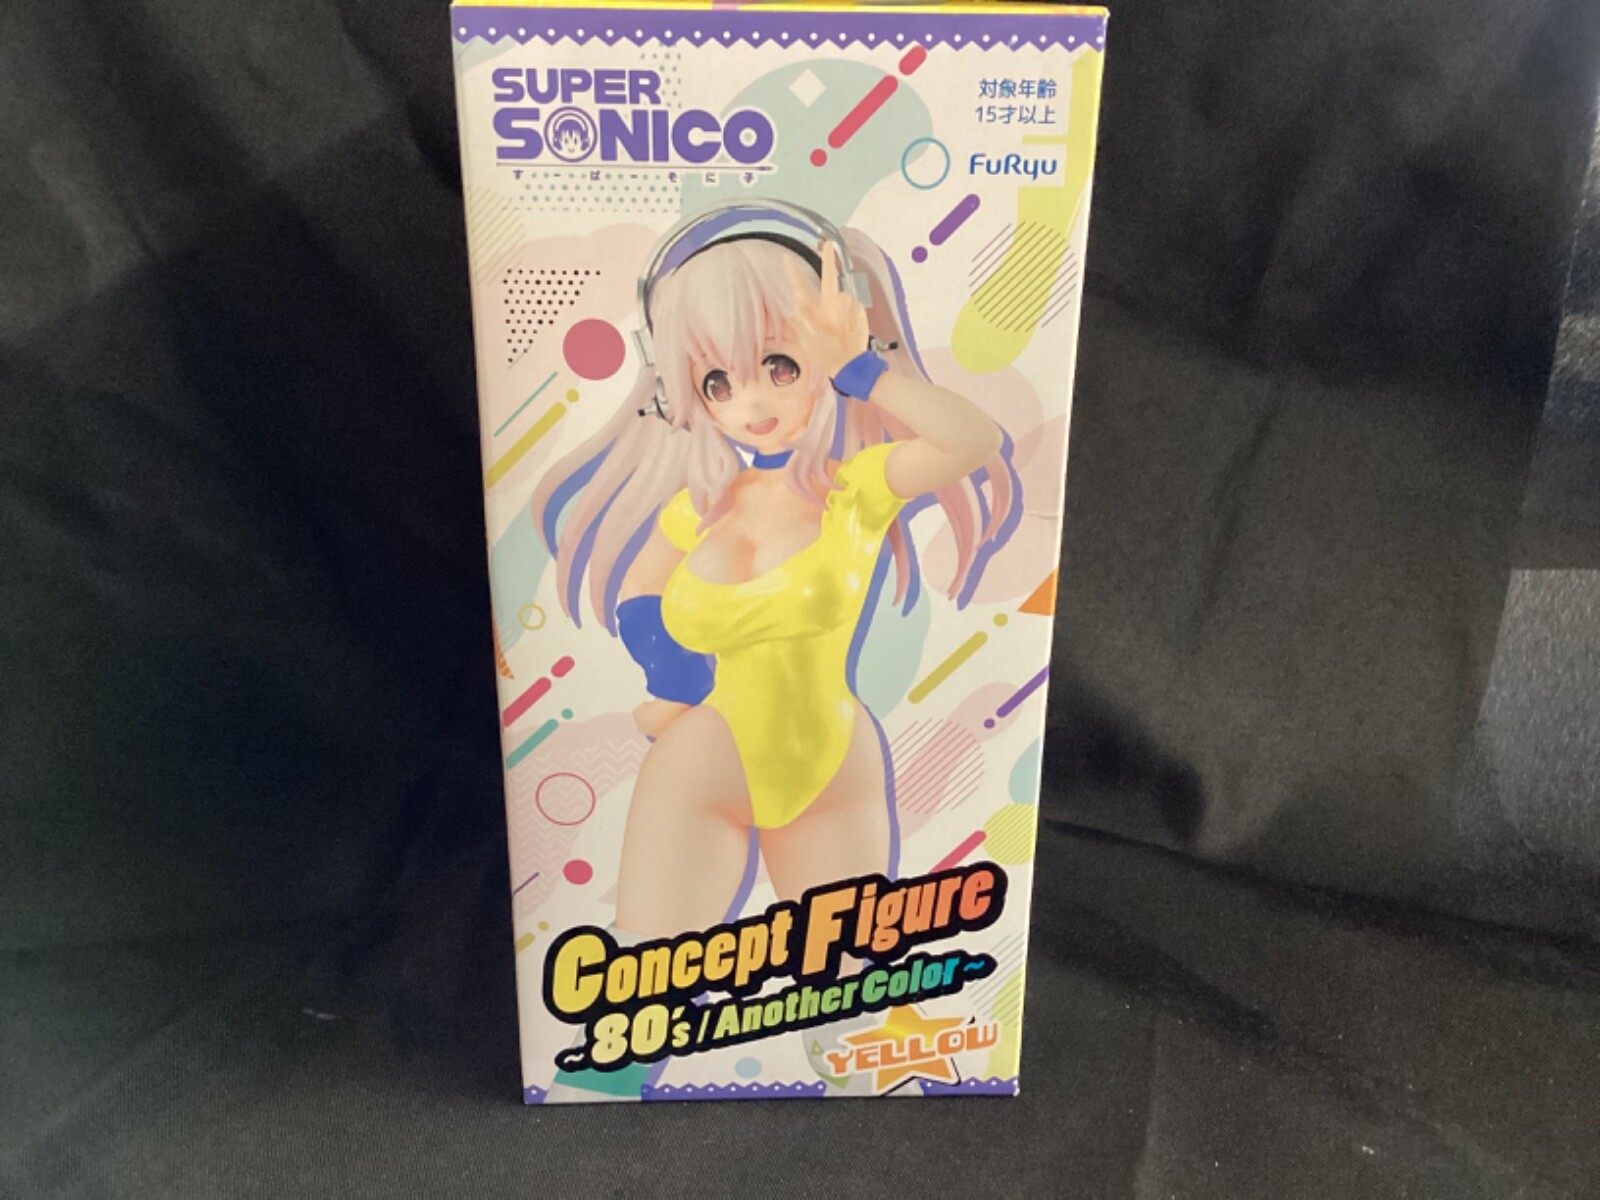 SUPER
SONICO
すーぱーそに子
対象年齢
15才以上
FuRyu
Concept Figure
~80's/Another Color~
YELLOW